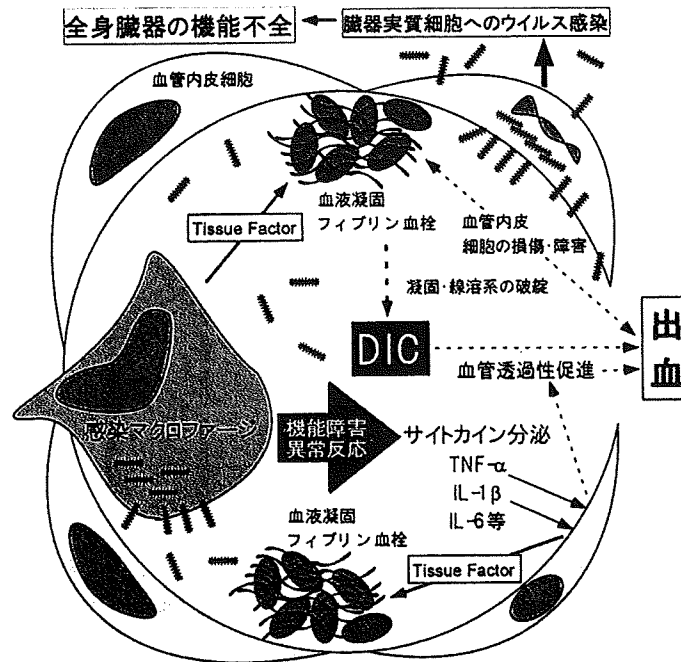 全身臓器の機能不全
臓器実質細胞へのウイルス感染
血管内皮細胞
Tissue Factor
血液凝固
フィブリン血栓
血管内皮
細胞の損傷・障害
凝固・線溶系の破綻
DIC
出血
血管透過性促進
感染マクロファージ
機能障害
異常反応
サイトカイン分泌
TNF-α
IL-1β
IL-6等
血液凝固
フィブリン血栓
Tissue Factor